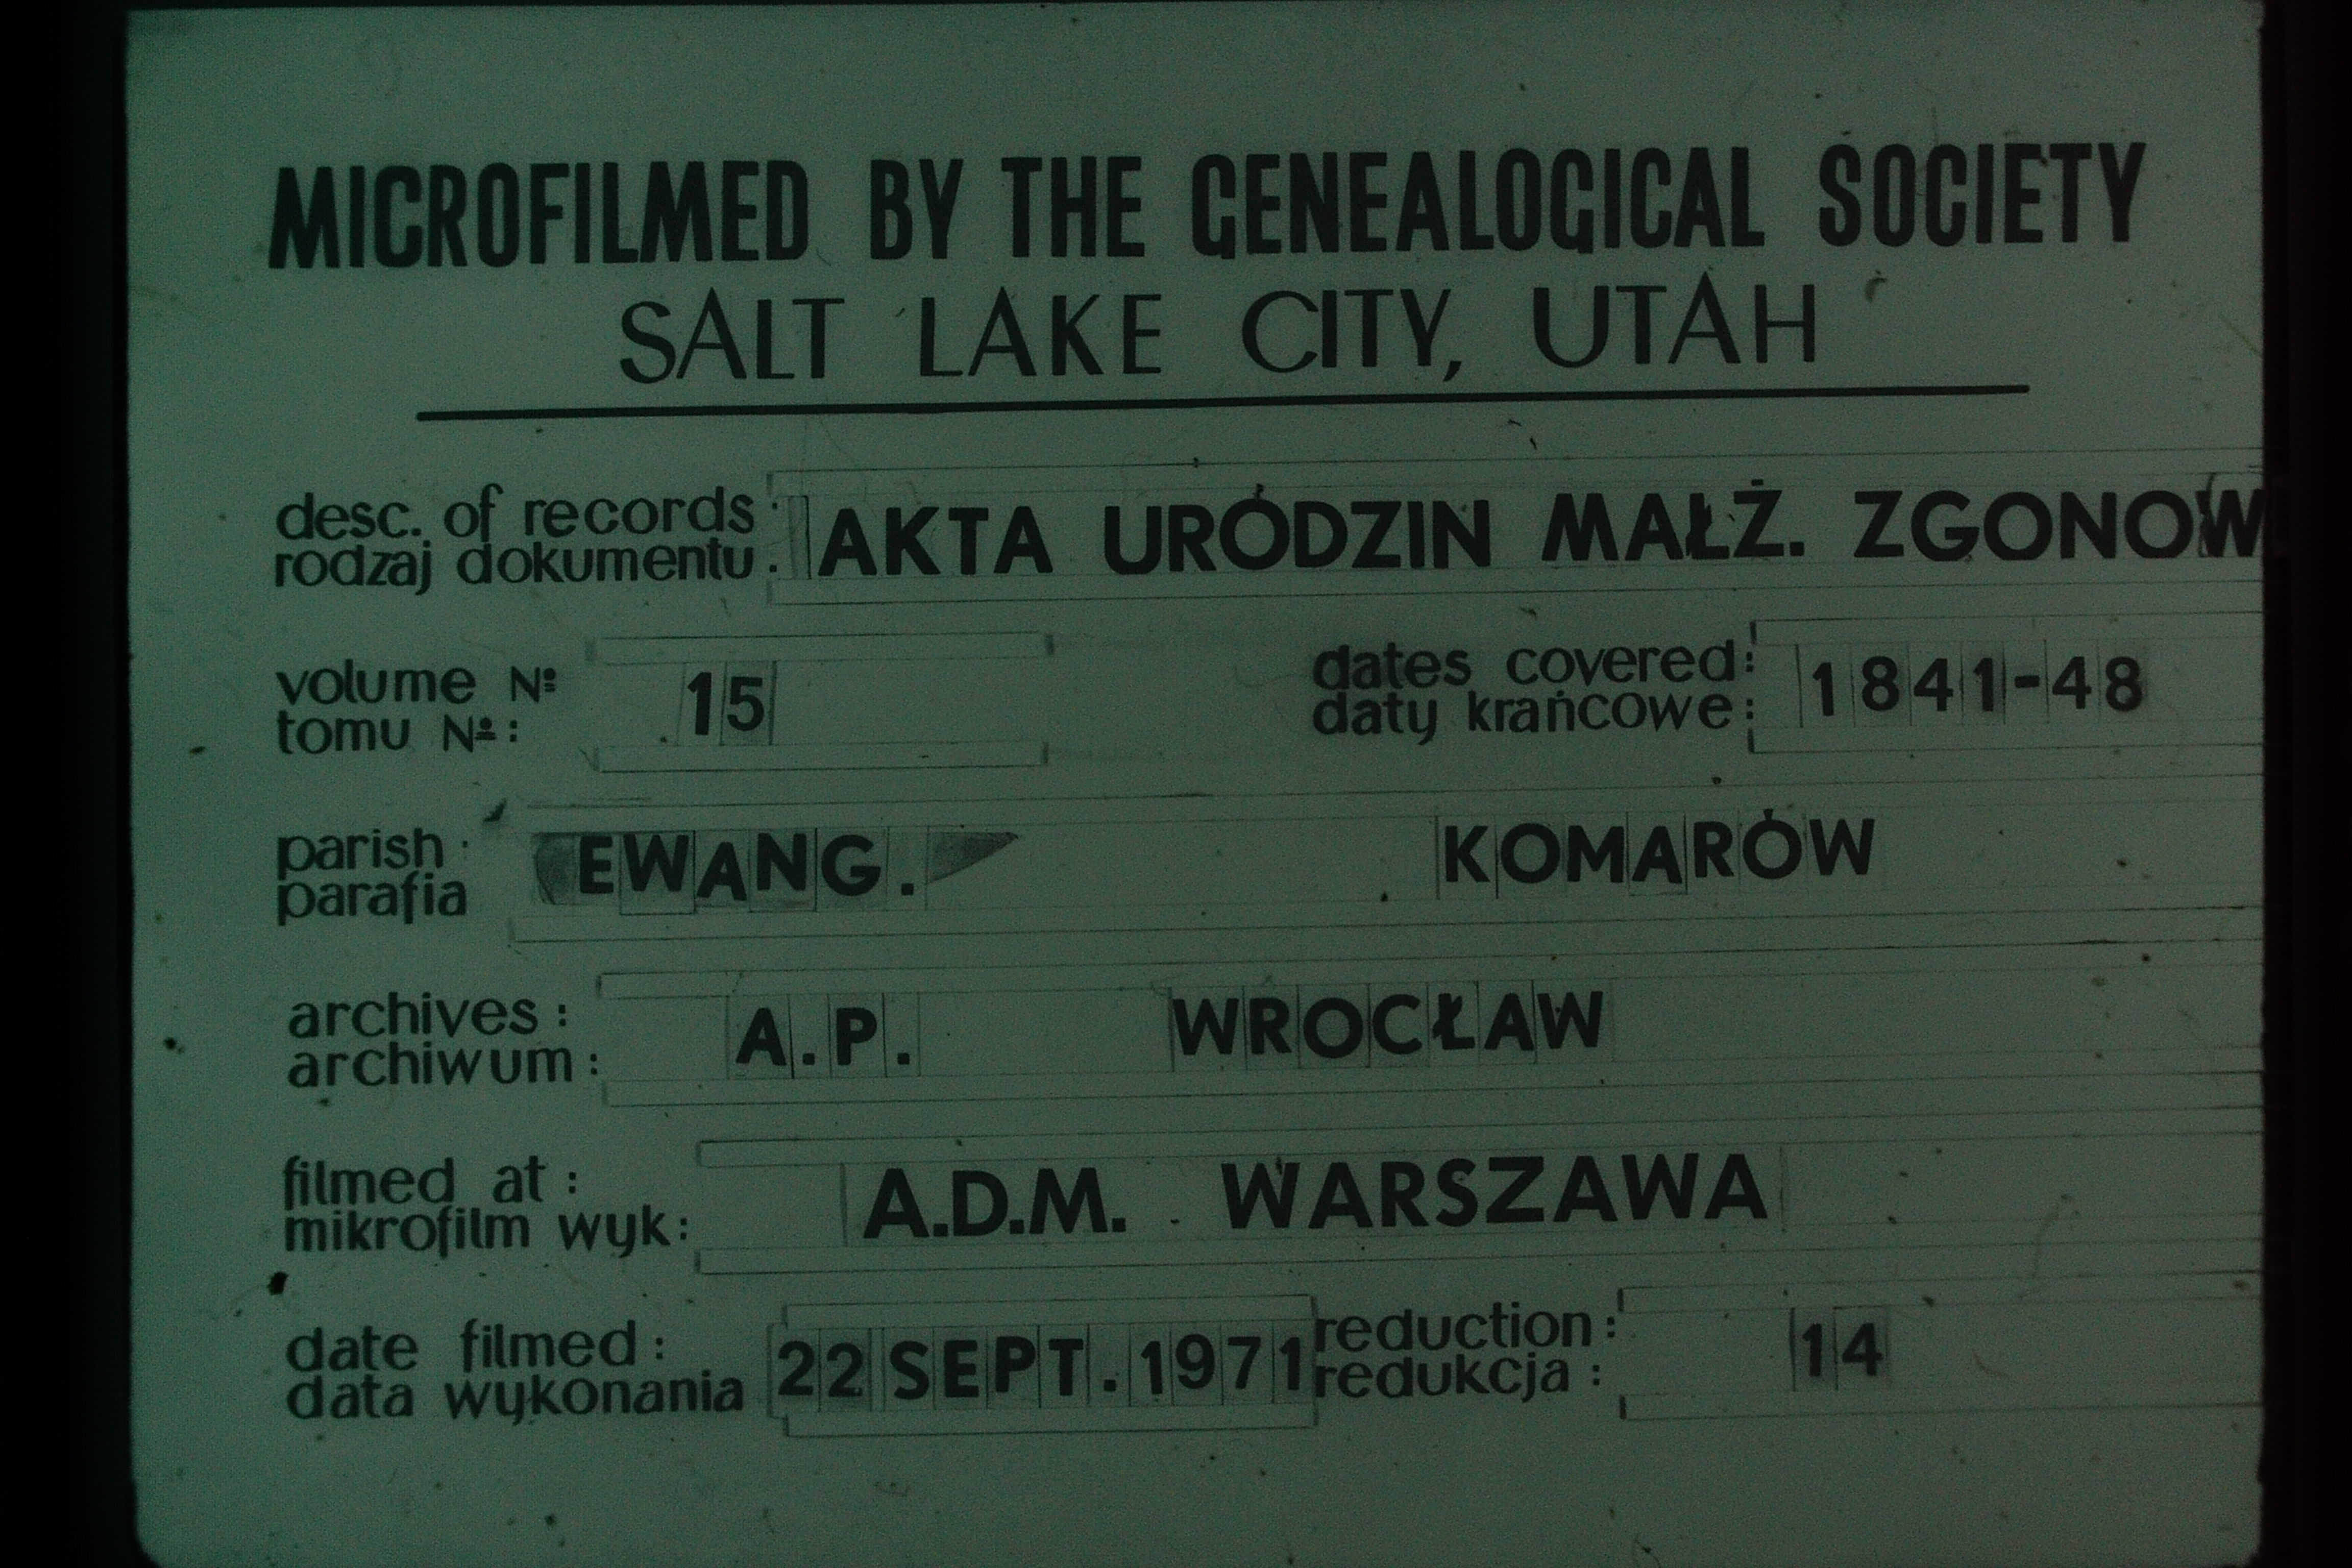 MICROFILMED BY THE GENEALOGICAL SOCIETY
SALT LAKE CITY, UTAH
desc. of records : AKTA URÓDZIN MAŁŻ. ZGONOW
rodzaj dokumentu .
volume Nº 15 dates covered: 1841-48
tomu Nº: daty krańcowe:
parish : EWANG. KOMARÓW
parafia
archives : A.P. WROCŁAW
archiwum :
filmed at : A.D.M. WARSZAWA
mikrofilm wyk:
date filmed : 22 SEPT. 1971 reduction: 14
data wykonania redukcja :